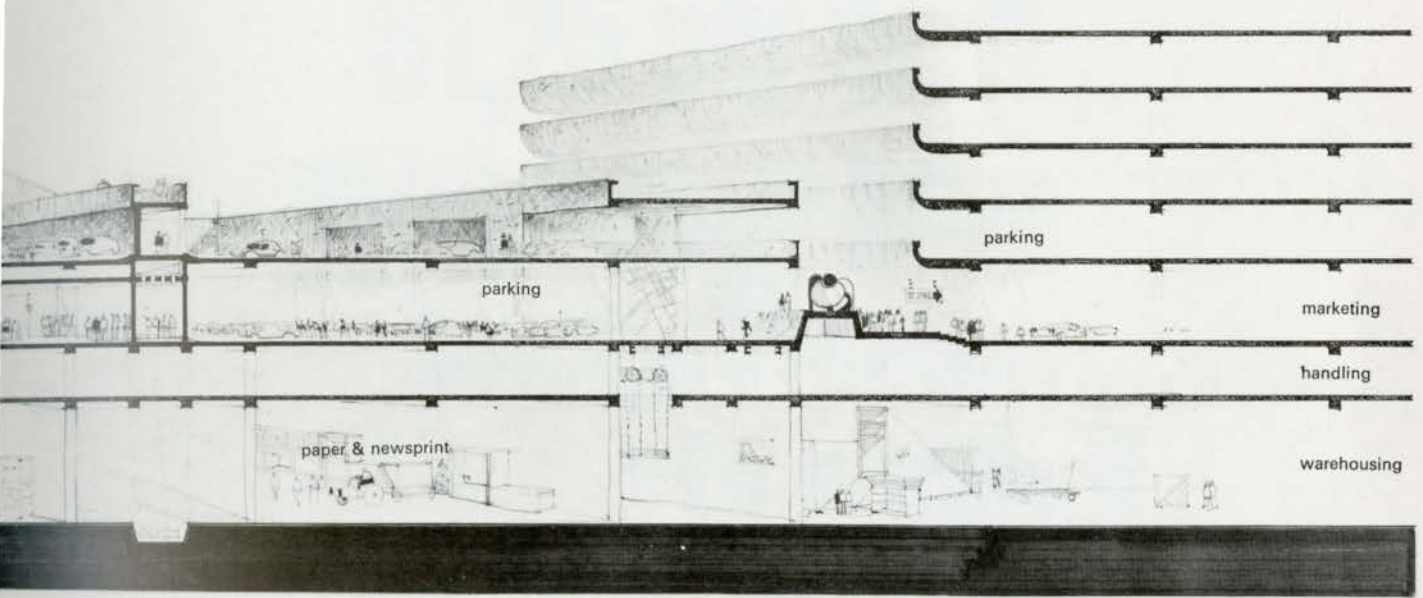 parking
parking
marketing
handling
paper & newsprint
warehousing